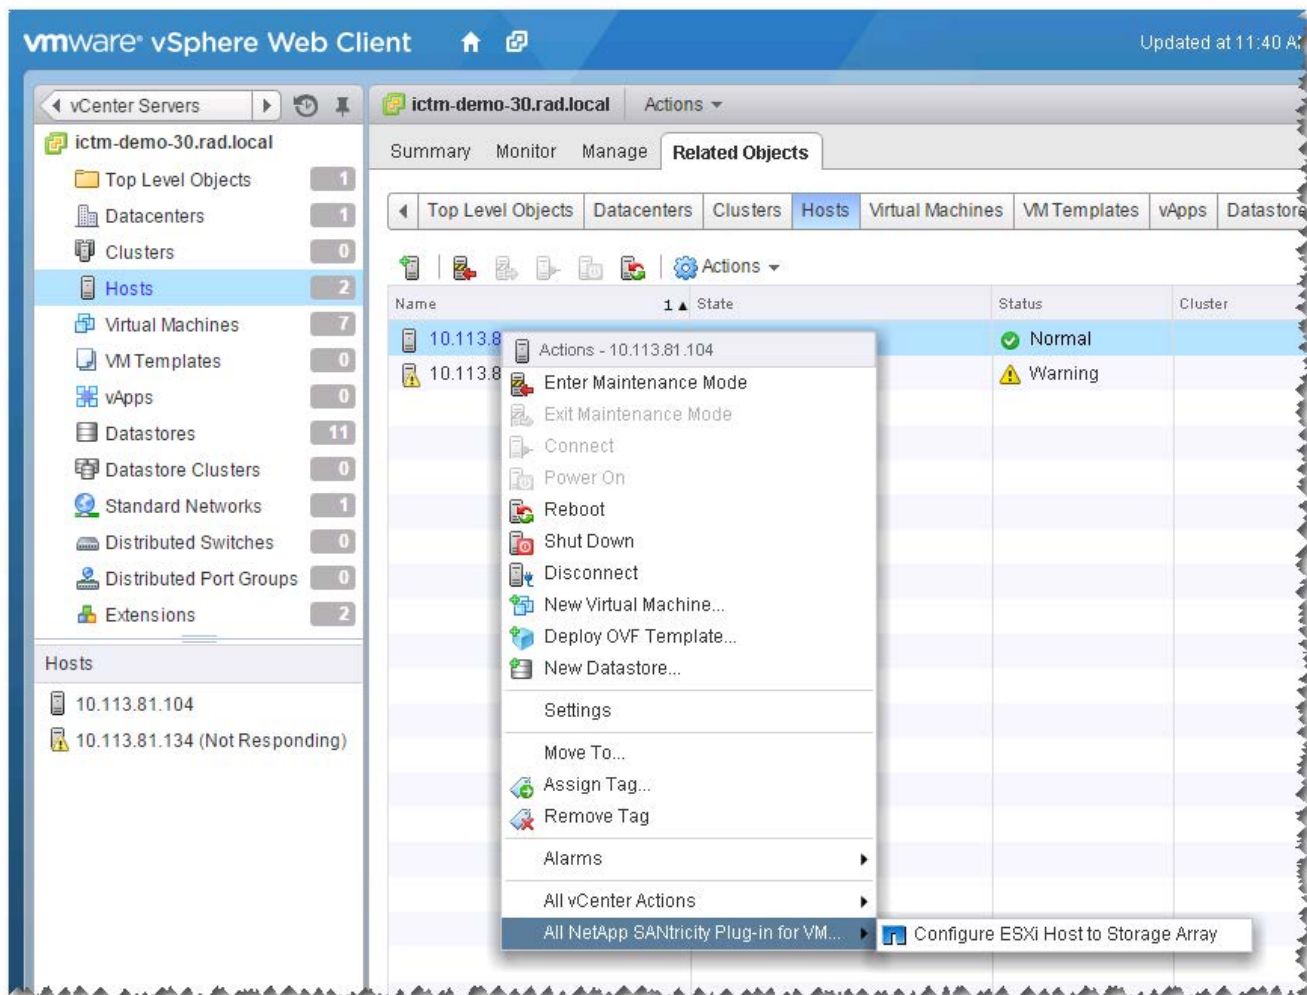 vmware® vSphere Web Client
Updated at 11:40 A
vCenter Servers
ictm-demo-30.rad.local
Top Level Objects 1
Datacenters 1
Clusters 0
Hosts 2
Virtual Machines 7
VM Templates 0
vApps 0
Datastores 11
Datastore Clusters 0
Standard Networks 1
Distributed Switches 0
Distributed Port Groups 0
Extensions 2
Hosts
10.113.81.104
10.113.81.134 (Not Responding)
ictm-demo-30.rad.local Actions
Summary Monitor Manage Related Objects
Top Level Objects Datacenters Clusters Hosts Virtual Machines VM Templates vApps Datastore
Actions
Name 1 State Status Cluster
10.113.8 Normal
10.113.8 Warning
Actions - 10.113.81.104
Enter Maintenance Mode
Exit Maintenance Mode
Connect
Power On
Reboot
Shut Down
Disconnect
New Virtual Machine...
Deploy OVF Template...
New Datastore...
Settings
Move To...
Assign Tag...
Remove Tag
Alarms
All vCenter Actions
All NetApp SANtricity Plug-in for VM...
Configure ESXi Host to Storage Array